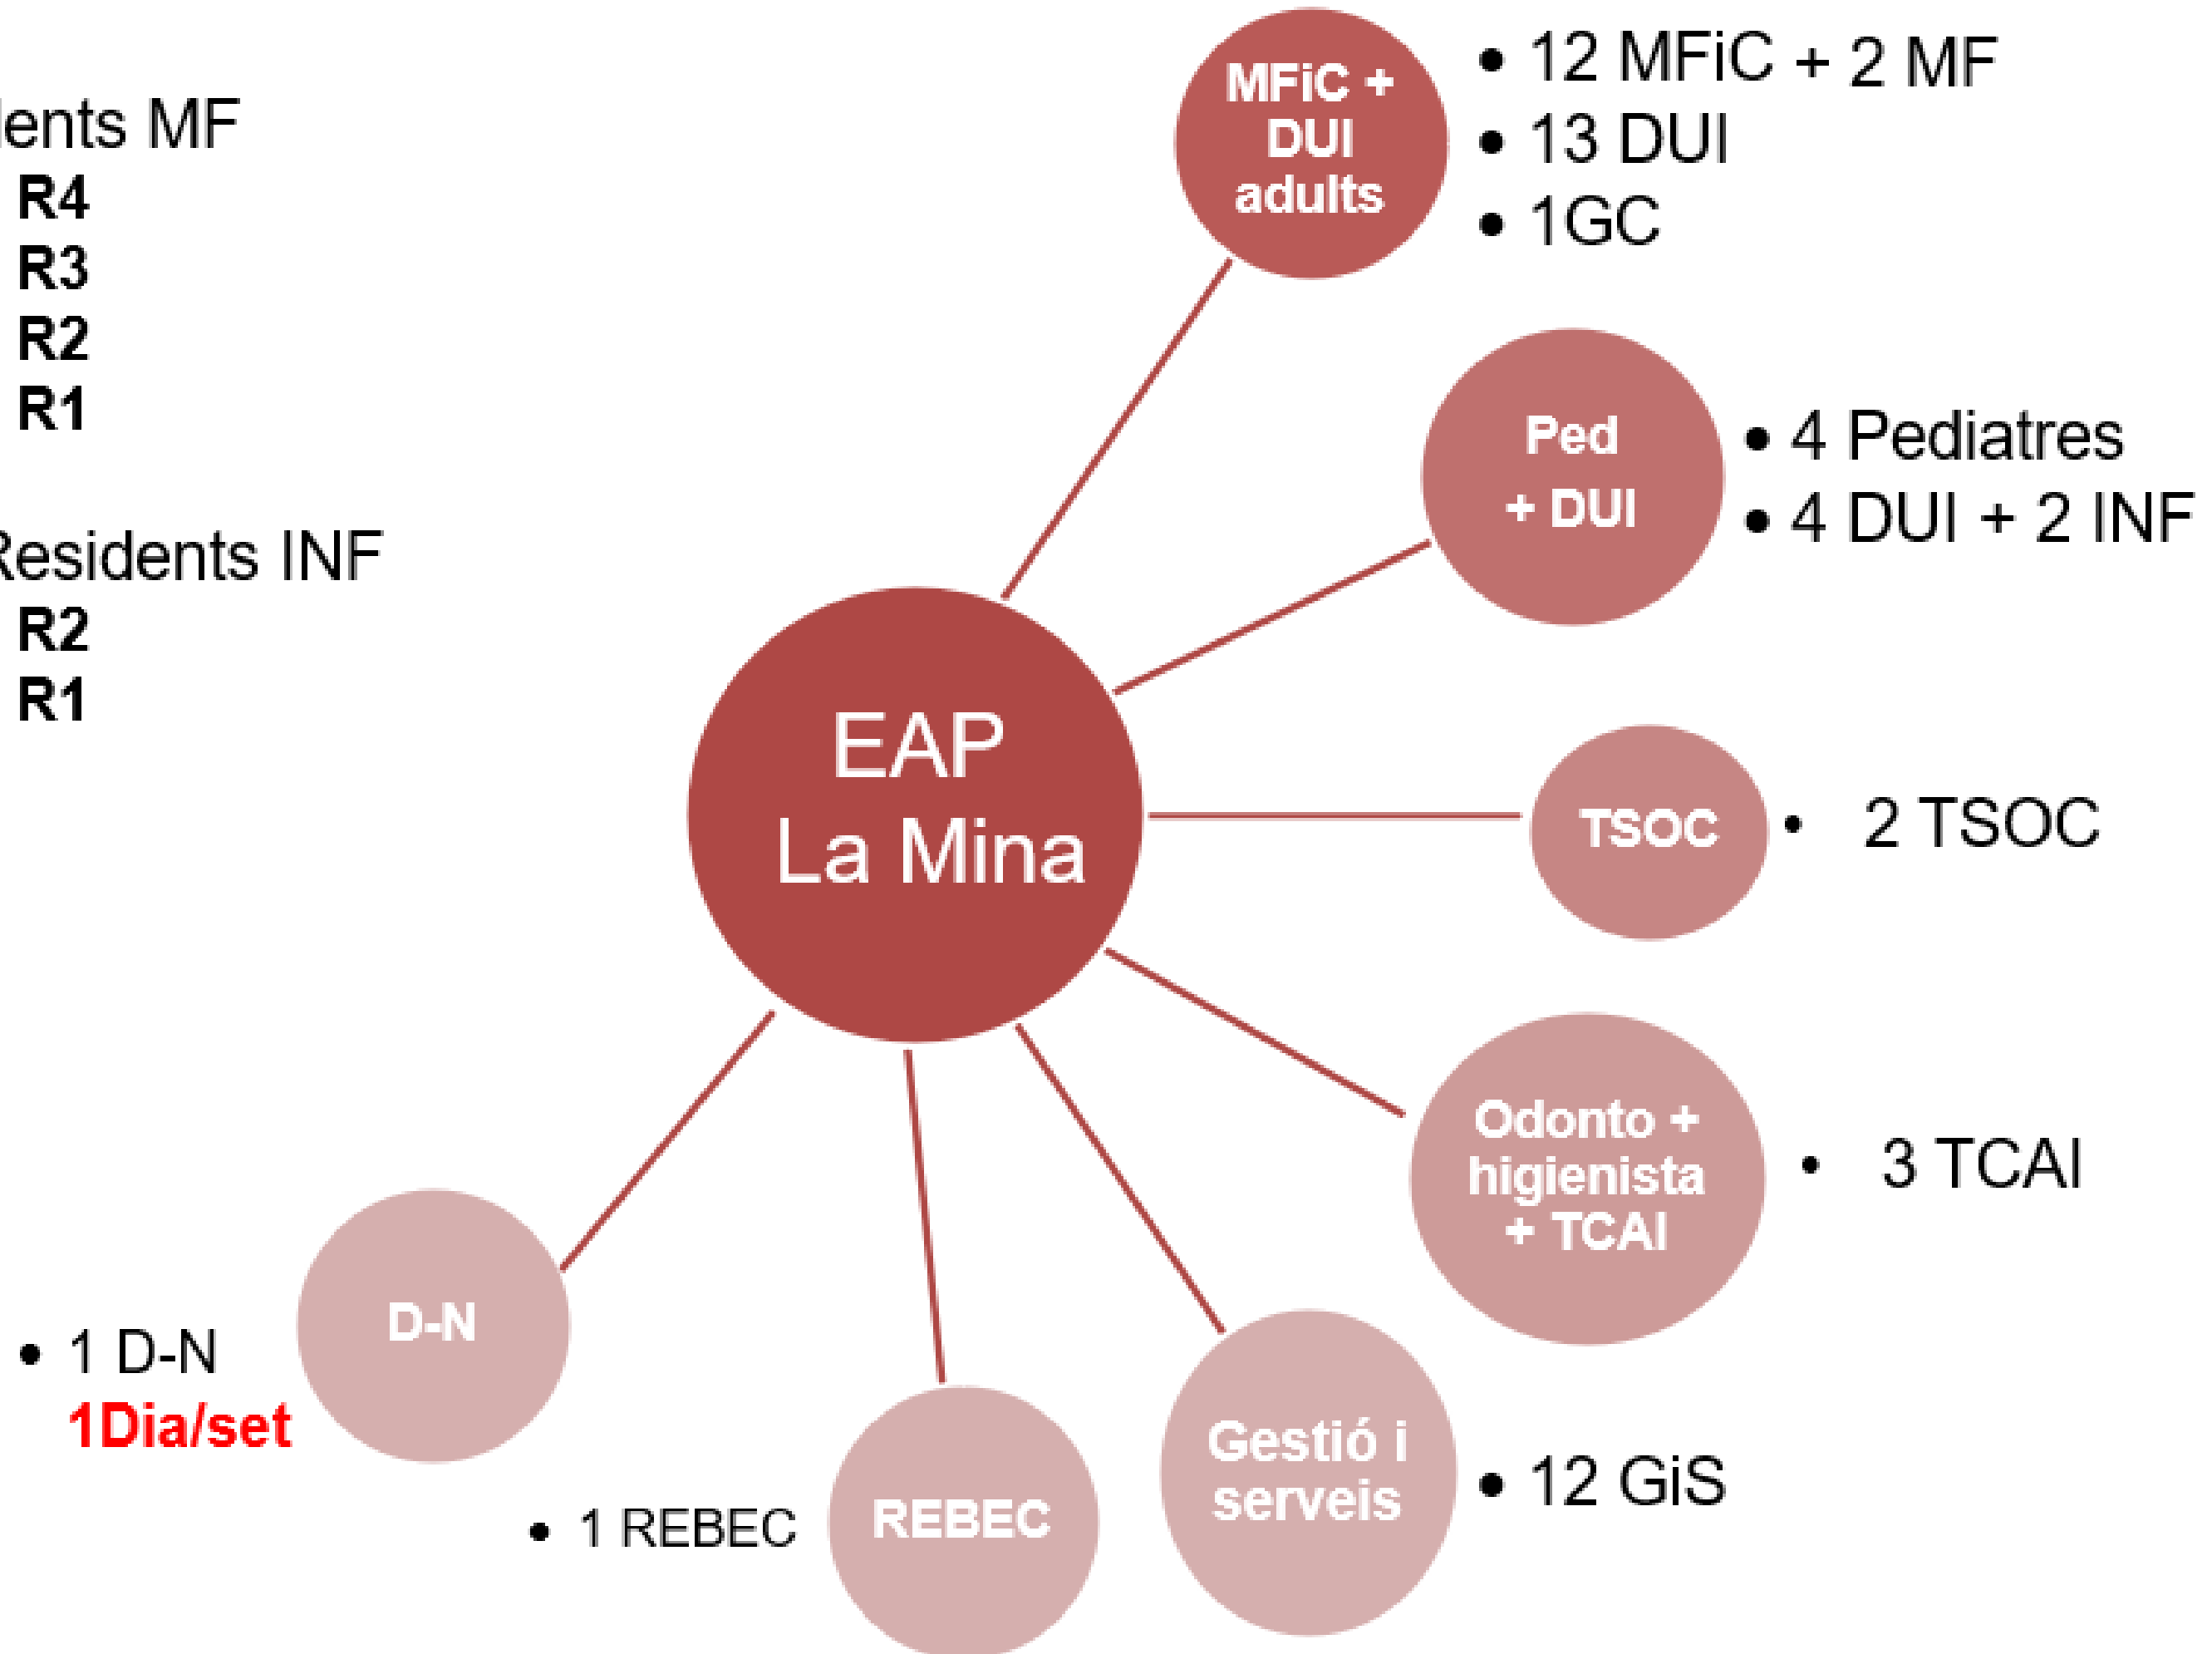 dents MF
R4
R3
R2
R1
Residents INF
R2
R1
MFiC +
DUI
adults
• 12 MFiC + 2 MF
• 13 DUI
• 1GC
Ped
+ DUI
• 4 Pediatres
• 4 DUI + 2 INF
EAP
La Mina
TSOC
• 2 TSOC
Odonto +
higienista
+ TCAI
• 3 TCAI
Gestió i
serveis
• 12 GiS
REBEC
• 1 REBEC
D-N
• 1 D-N
1Dia/set